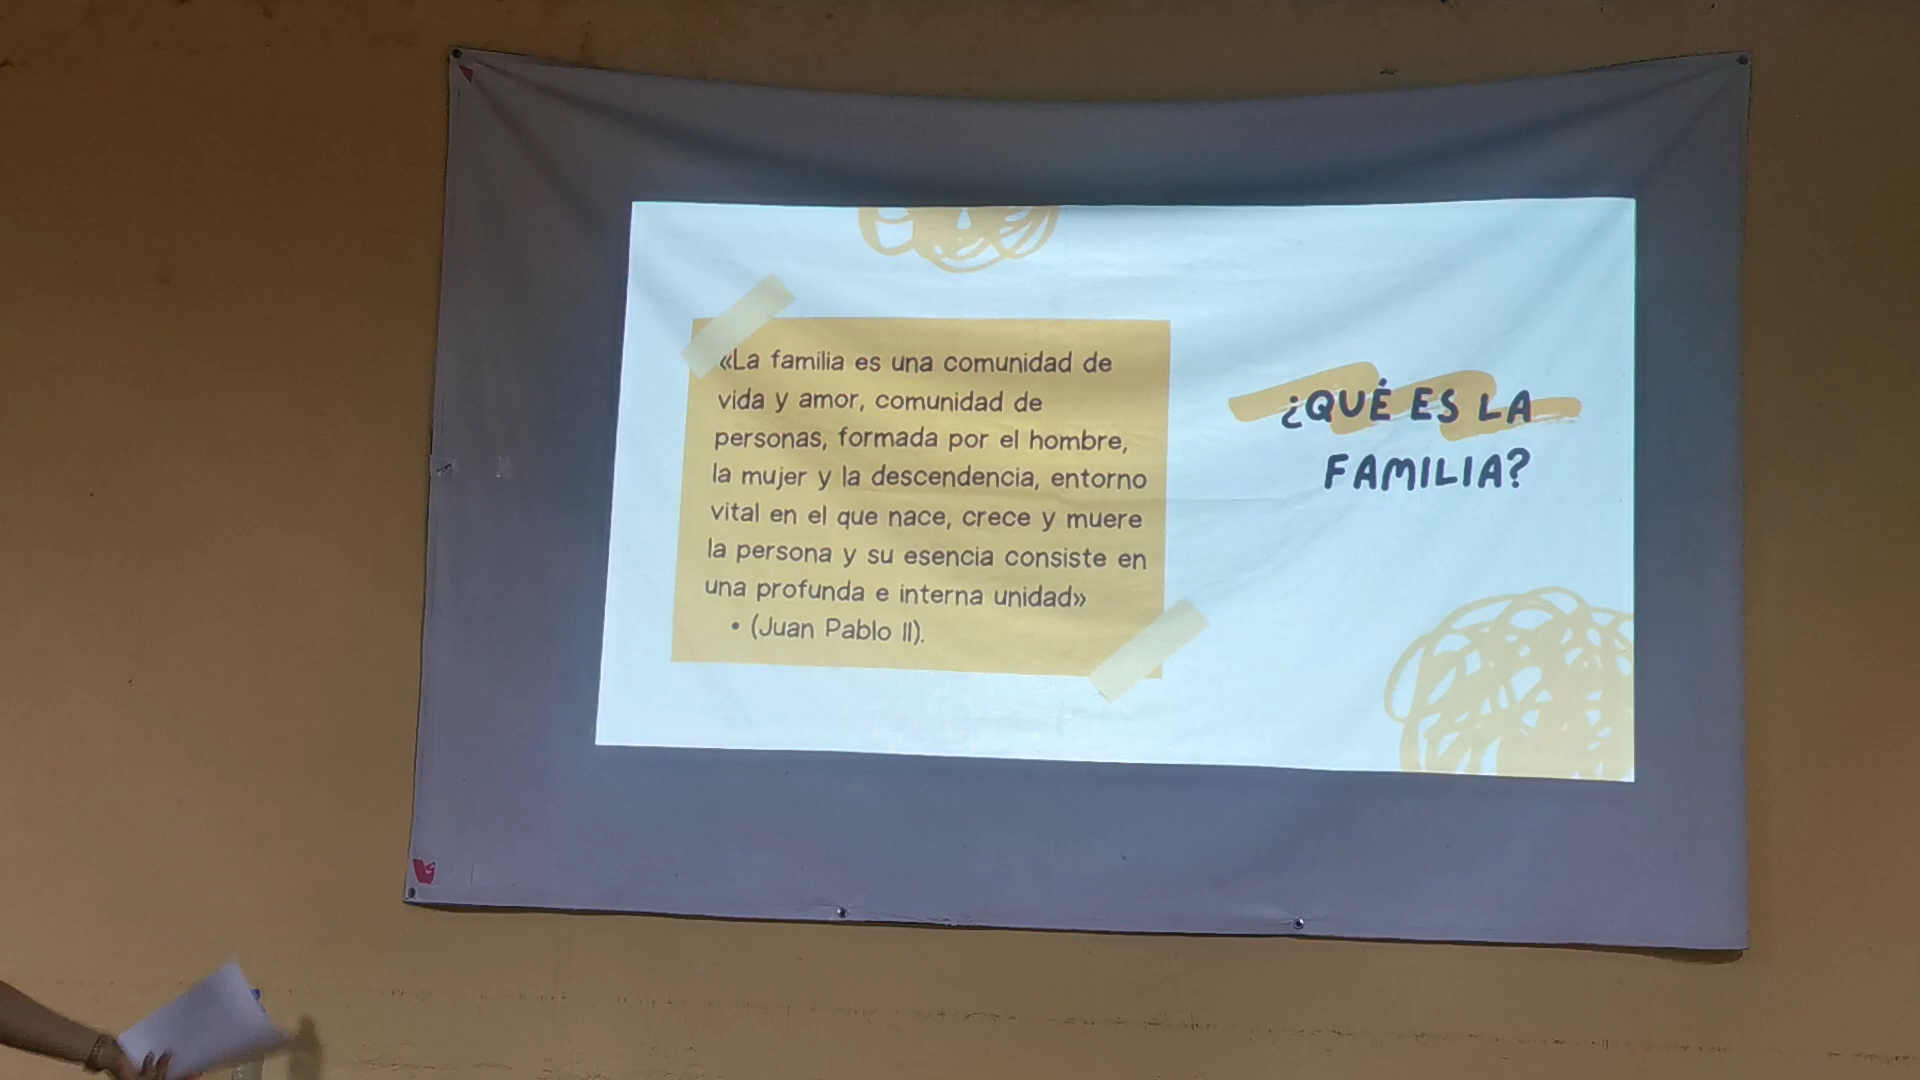 «La familia es una comunidad de
vida y amor, comunidad de
personas, formada por el hombre,
la mujer y la descendencia, entorno
vital en el que nace, crece y muere
la persona y su esencia consiste en
una profunda e interna unidad»
• (Juan Pablo II).
¿QUÉ ES LA
FAMILIA?